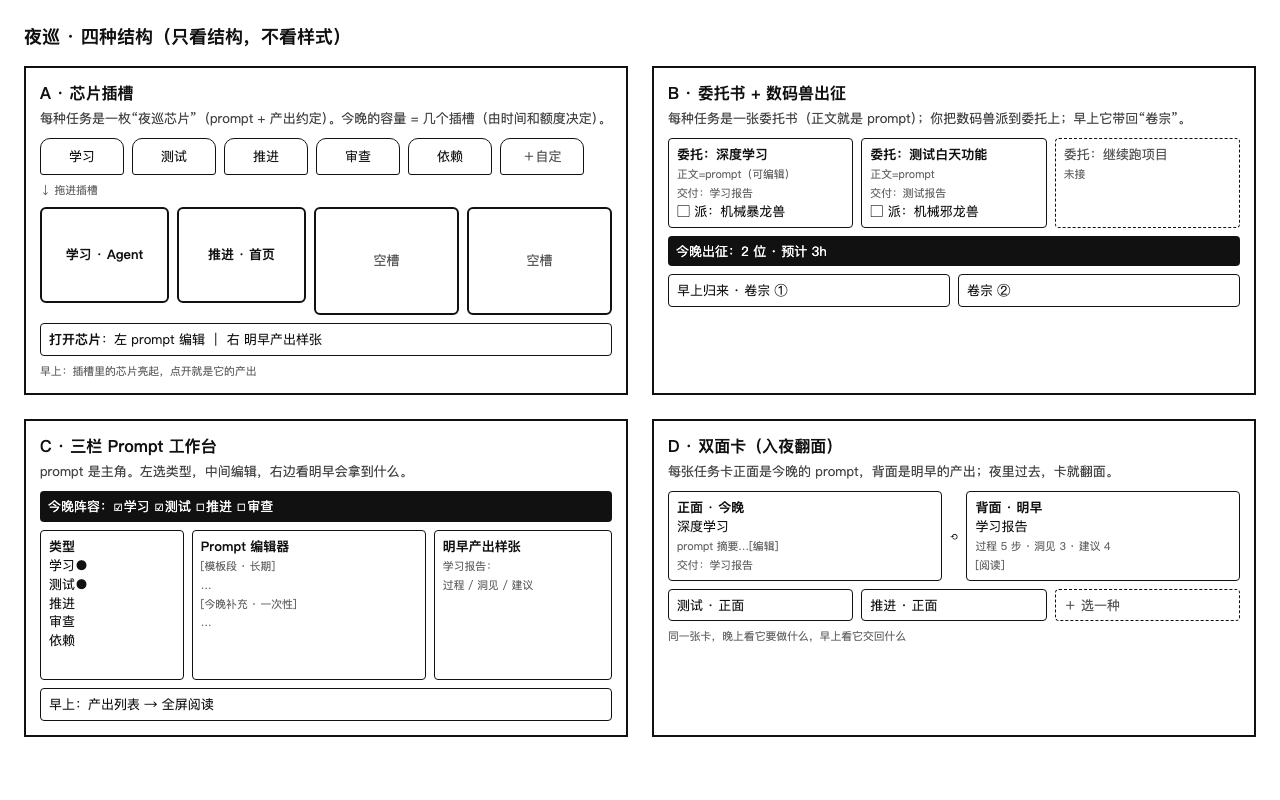 夜巡 · 四种结构（只看结构，不看样式）
A · 芯片插槽
每种任务是一枚“夜巡芯片”（prompt + 产出约定）。今晚的容量 = 几个插槽（由时间和额度决定）。
学习
测试
推进
审查
依赖
＋自定
↓ 拖进插槽
学习 · Agent
推进 · 首页
空槽
空槽
打开芯片：左 prompt 编辑 ｜ 右 明早产出样张
早上：插槽里的芯片亮起，点开就是它的产出
B · 委托书 + 数码兽出征
每种任务是一张委托书（正文就是 prompt）；你把数码兽派到委托上；早上它带回“卷宗”。
委托：深度学习
正文=prompt（可编辑）
交付：学习报告
☐ 派：机械暴龙兽
委托：测试白天功能
正文=prompt
交付：测试报告
☐ 派：机械邪龙兽
委托：继续跑项目
未接
今晚出征：2 位 · 预计 3h
早上归来 · 卷宗 ①
卷宗 ②
C · 三栏 Prompt 工作台
prompt 是主角。左选类型，中间编辑，右边看明早会拿到什么。
今晚阵容：☑学习 ☑测试 ☐推进 ☐审查
类型
学习●
测试●
推进
审查
依赖
Prompt 编辑器
[模板段 · 长期]
…
[今晚补充 · 一次性]
…
明早产出样张
学习报告：
过程 / 洞见 / 建议
早上：产出列表 → 全屏阅读
D · 双面卡（入夜翻面）
每张任务卡正面是今晚的 prompt，背面是明早的产出；夜里过去，卡就翻面。
正面 · 今晚
深度学习
prompt 摘要…[编辑]
交付：学习报告
⟲
背面 · 明早
学习报告
过程 5 步 · 洞见 3 · 建议 4
[阅读]
测试 · 正面
推进 · 正面
＋ 选一种
同一张卡，晚上看它要做什么，早上看它交回什么